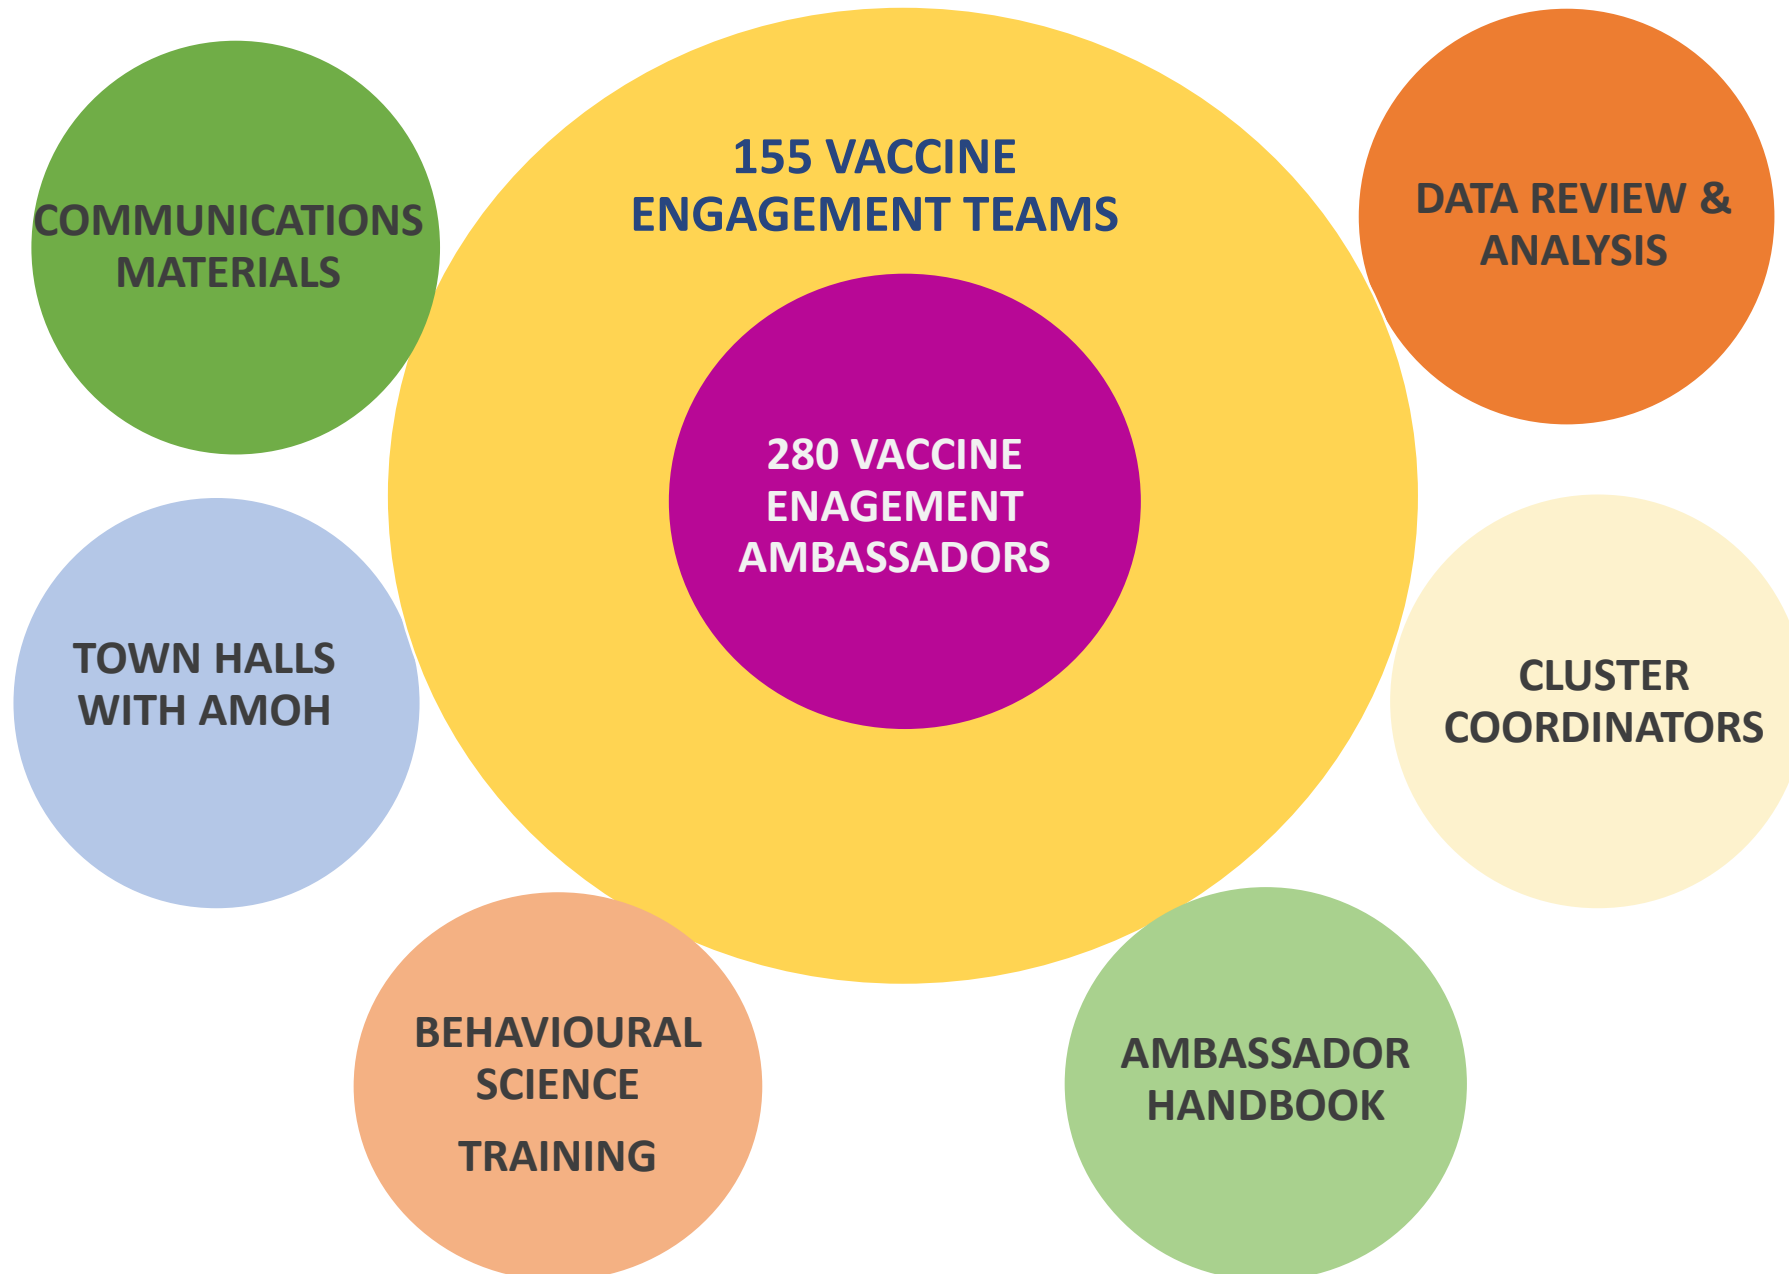 155 VACCINE
ENGAGEMENT TEAMS
280 VACCINE
ENAGEMENT
AMBASSADORS
COMMUNICATIONS
MATERIALS
DATA REVIEW &
ANALYSIS
TOWN HALLS
WITH AMOH
CLUSTER
COORDINATORS
BEHAVIOURAL
SCIENCE
TRAINING
AMBASSADOR
HANDBOOK